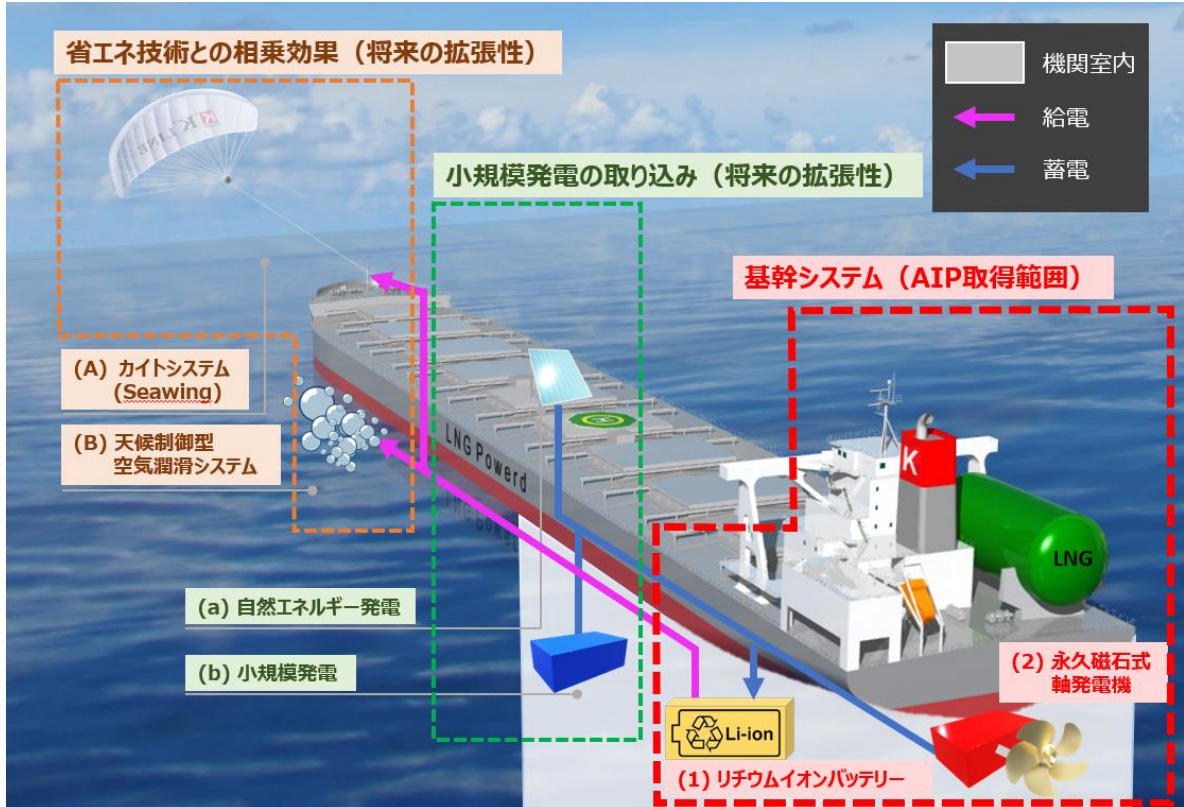 省エネ技術との相乗効果（将来の拡張性）
機関室内
給電
蓄電
K LINE
小規模発電の取り込み（将来の拡張性）
基幹システム（AIP取得範囲）
(A) カイトシステム
(Seawing)
(B) 天候制御型
空気潤滑システム
H
K
LNG Powerd
LNG
(a) 自然エネルギー発電
(b) 小規模発電
(2) 永久磁石式
軸発電機
Li-ion
(1) リチウムイオンバッテリー